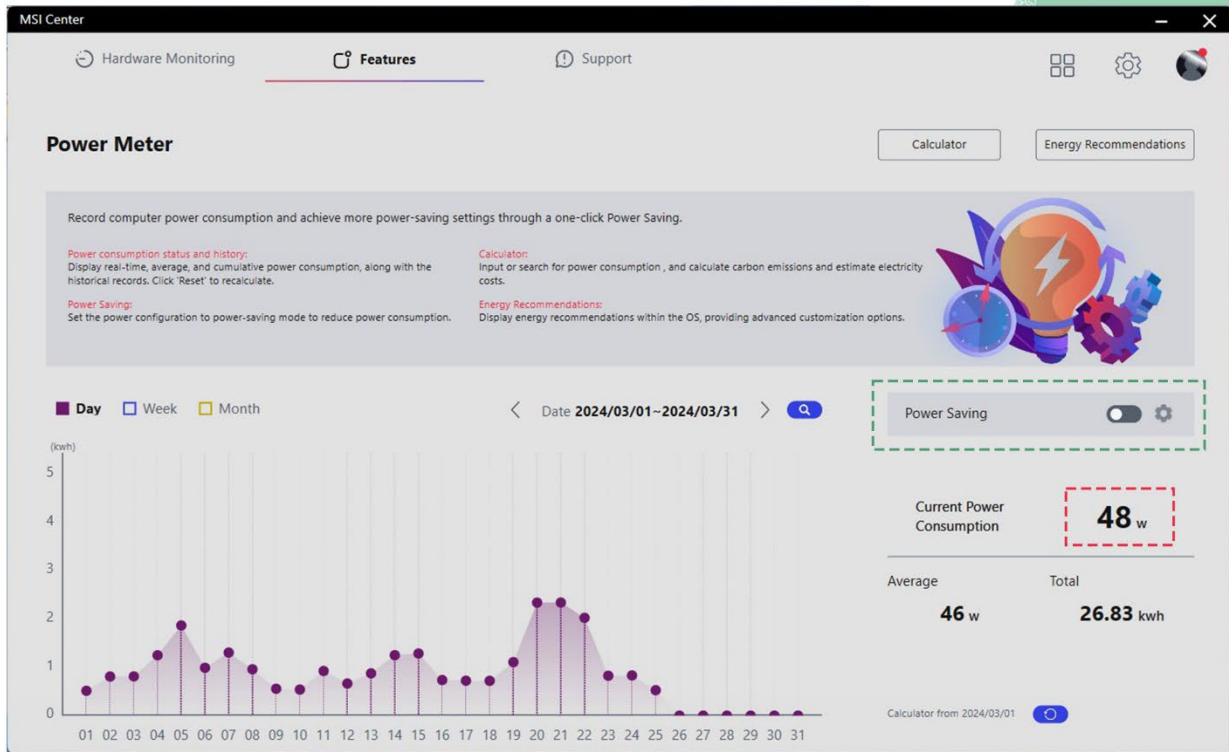 MSI Center
Hardware Monitoring
Features
Support
Power Meter
Calculator
Energy Recommendations
Record computer power consumption and achieve more power-saving settings through a one-click Power Saving.
Power consumption status and history:
Display real-time, average, and cumulative power consumption, along with the
historical records. Click 'Reset' to recalculate.
Power Saving:
Set the power configuration to power-saving mode to reduce power consumption.
Calculator:
Input or search for power consumption , and calculate carbon emissions and estimate electricity
costs.
Energy Recommendations:
Display energy recommendations within the OS, providing advanced customization options.
Day Week Month
Date 2024/03/01~2024/03/31
(kwh)
5
4
3
2
1
0
01 02 03 04 05 06 07 08 09 10 11 12 13 14 15 16 17 18 19 20 21 22 23 24 25 26 27 28 29 30 31
Power Saving
Current Power
Consumption
48 w
Average
46 w
Total
26.83 kwh
Calculator from 2024/03/01